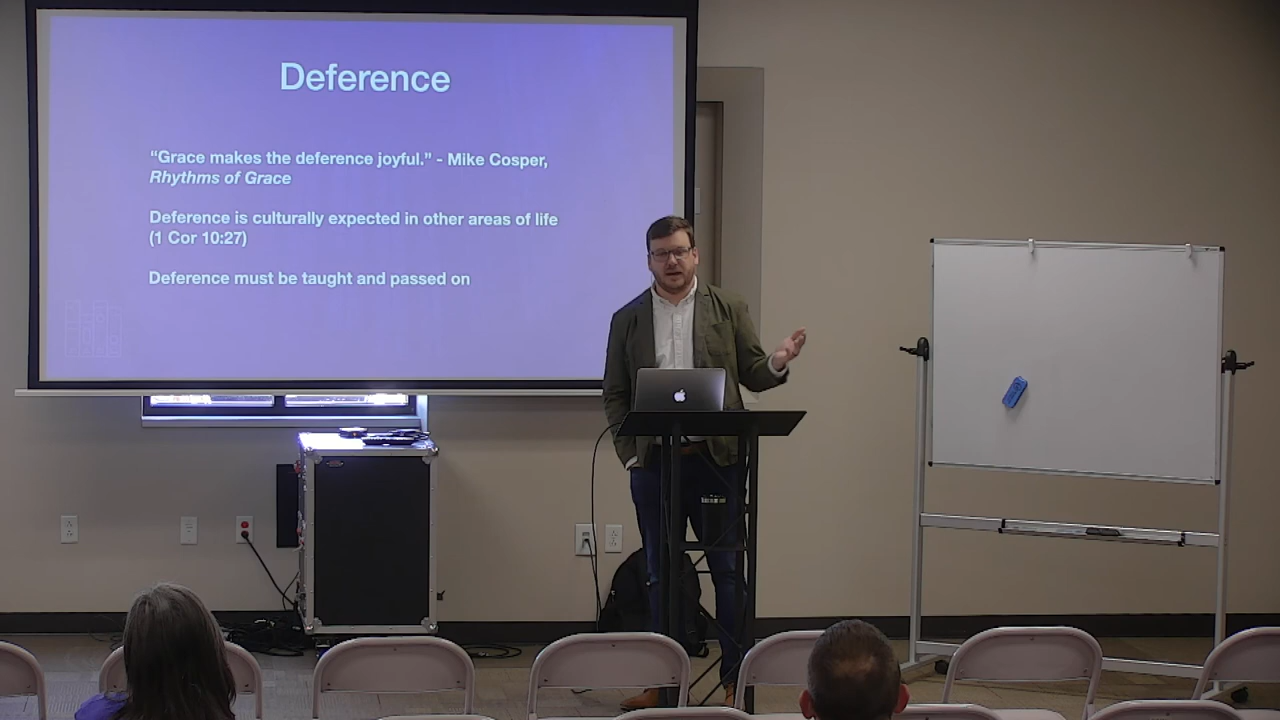 Deference
“Grace makes the deference joyful.” - Mike Cosper,
Rhythms of Grace
Deference is culturally expected in other areas of life
(1 Cor 10:27)
Deference must be taught and passed on